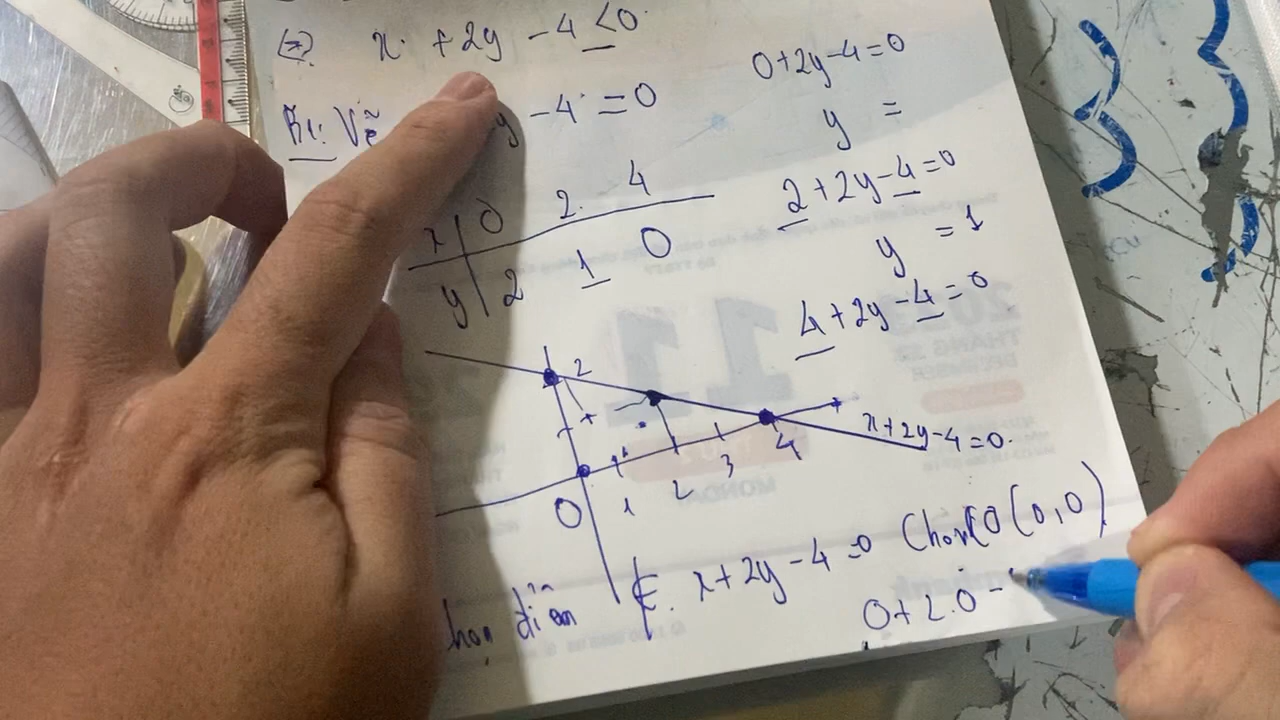 (*) x + 2y - 4 < 0
B1: Vẽ y - 4 = 0
x | 0 2 4
y | 2 1 0
0 + 2y - 4 = 0
y =
2 + 2y - 4 = 0
y = 1
4 + 2y - 4 = 0
2
x + 2y - 4 = 0.
O 1 2 3 4
họn điểm ∉ x + 2y - 4 = 0 Chọn O (0,0)
0 + 2.0 -
MONDAY